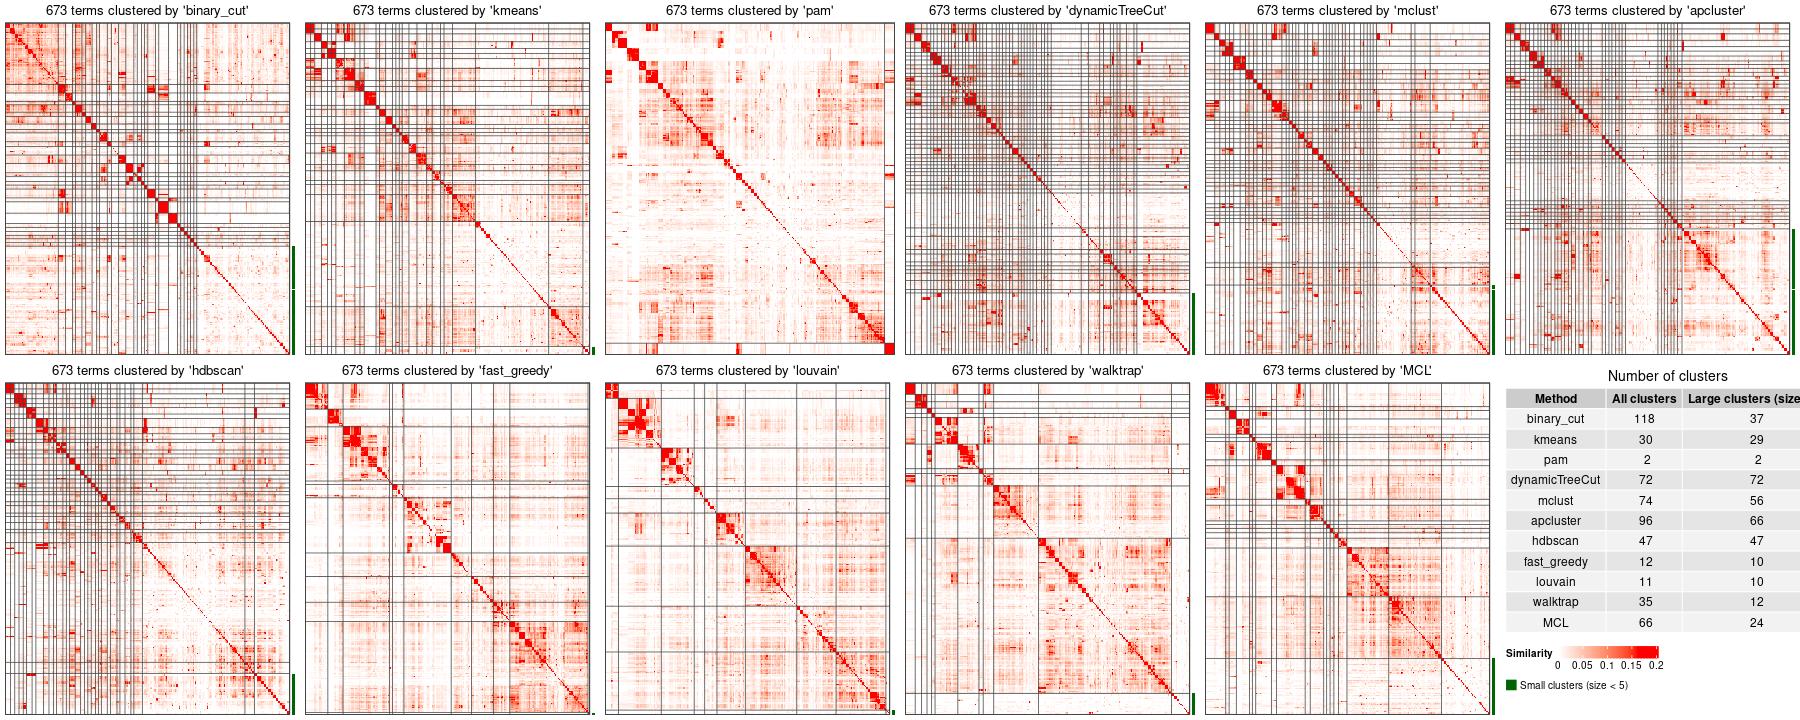 673 terms clustered by 'binary_cut'
673 terms clustered by 'kmeans'
673 terms clustered by 'pam'
673 terms clustered by 'dynamicTreeCut'
673 terms clustered by 'mclust'
673 terms clustered by 'apcluster'
673 terms clustered by 'hdbscan'
673 terms clustered by 'fast_greedy'
673 terms clustered by 'louvain'
673 terms clustered by 'walktrap'
673 terms clustered by 'MCL'
Number of clusters
Method All clusters Large clusters (size
binary_cut 118 37
kmeans 30 29
pam 2 2
dynamicTreeCut 72 72
mclust 74 56
apcluster 96 66
hdbscan 47 47
fast_greedy 12 10
louvain 11 10
walktrap 35 12
MCL 66 24
Similarity
0 0.05 0.1 0.15 0.2
Small clusters (size < 5)